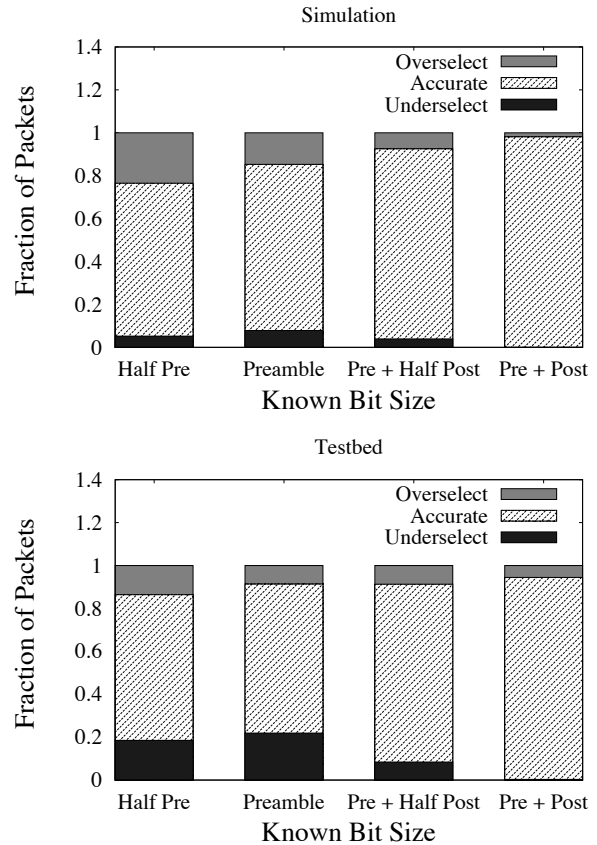 Simulation
1.4
1.2
1
0.8
0.6
0.4
0.2
0
Fraction of Packets
Overselect
Accurate
Underselect
Half Pre Preamble Pre + Half Post Pre + Post
Known Bit Size
Testbed
1.4
1.2
1
0.8
0.6
0.4
0.2
0
Fraction of Packets
Overselect
Accurate
Underselect
Half Pre Preamble Pre + Half Post Pre + Post
Known Bit Size